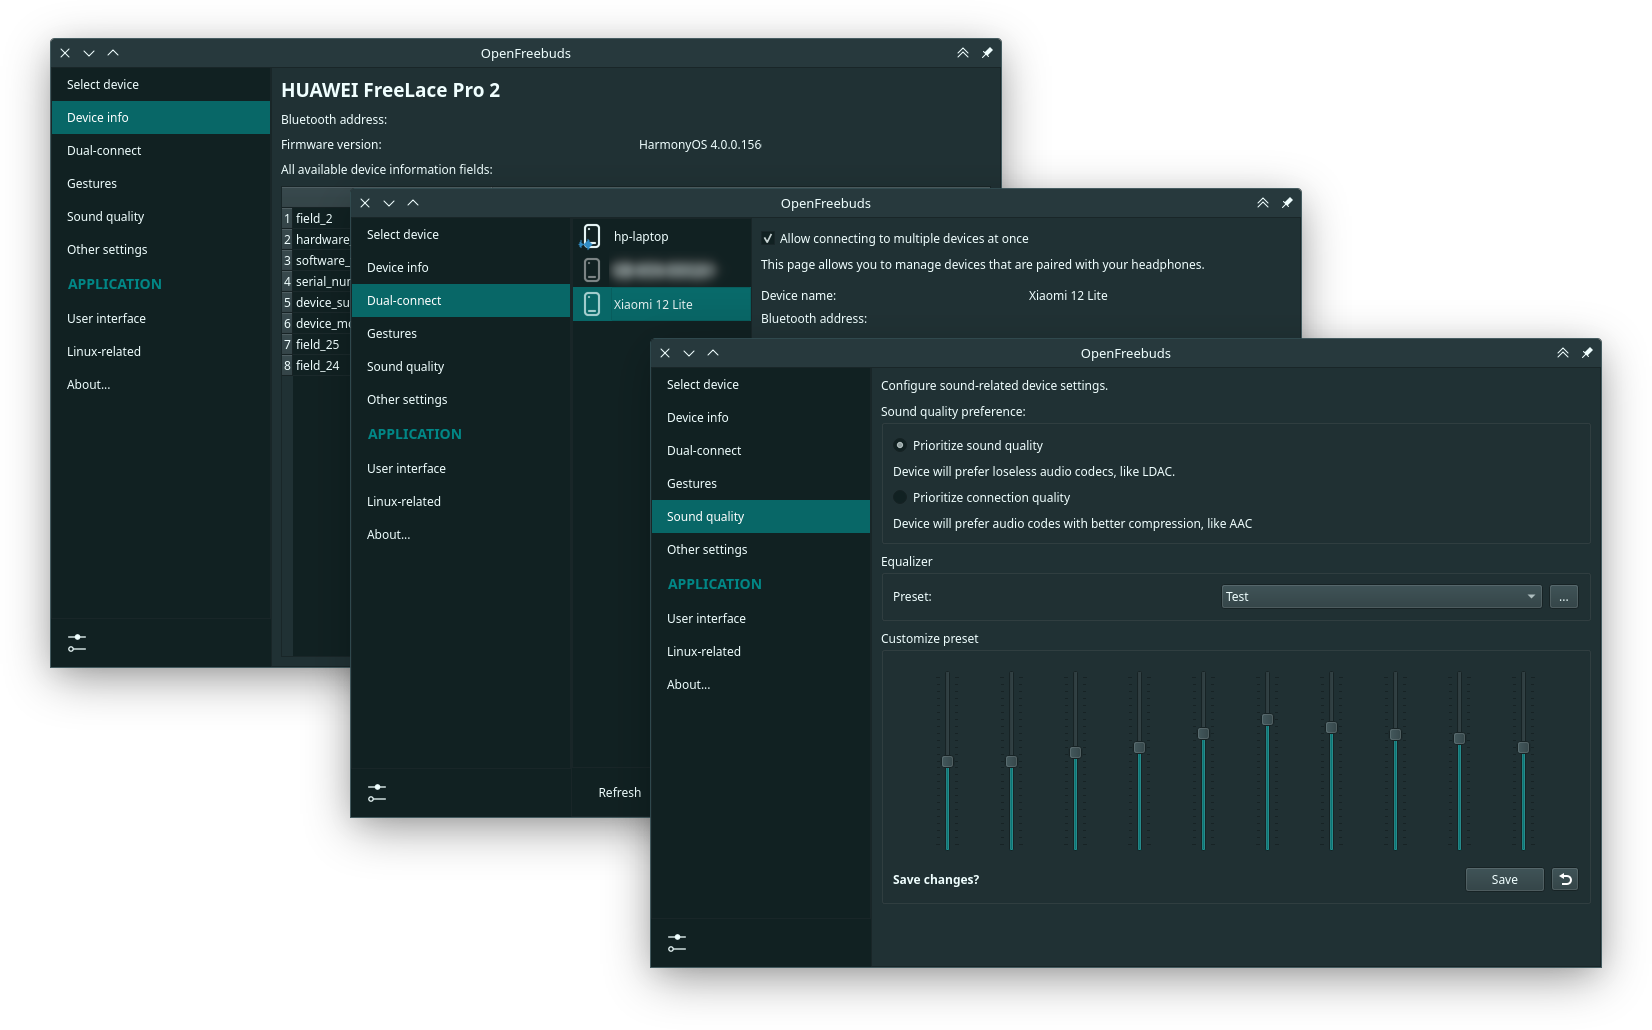 OpenFreebuds
Select device
Device info
Dual-connect
Gestures
Sound quality
Other settings
APPLICATION
User interface
Linux-related
About...
HUAWEI FreeLace Pro 2
Bluetooth address:
Firmware version: HarmonyOS 4.0.0.156
All available device information fields:
1 field_2
2 hardware_
3 software_
4 serial_nu
5 device_su
6 device_m
7 field_25
8 field_24
OpenFreebuds
Select device
Device info
Dual-connect
Gestures
Sound quality
Other settings
APPLICATION
User interface
Linux-related
About...
hp-laptop
Xiaomi 12 Lite
Refresh
Allow connecting to multiple devices at once
This page allows you to manage devices that are paired with your headphones.
Device name: Xiaomi 12 Lite
Bluetooth address:
OpenFreebuds
Select device
Device info
Dual-connect
Gestures
Sound quality
Other settings
APPLICATION
User interface
Linux-related
About...
Configure sound-related device settings.
Sound quality preference:
Prioritize sound quality
Device will prefer loseless audio codecs, like LDAC.
Prioritize connection quality
Device will prefer audio codes with better compression, like AAC
Equalizer
Preset: Test ...
Customize preset
Save changes? Save